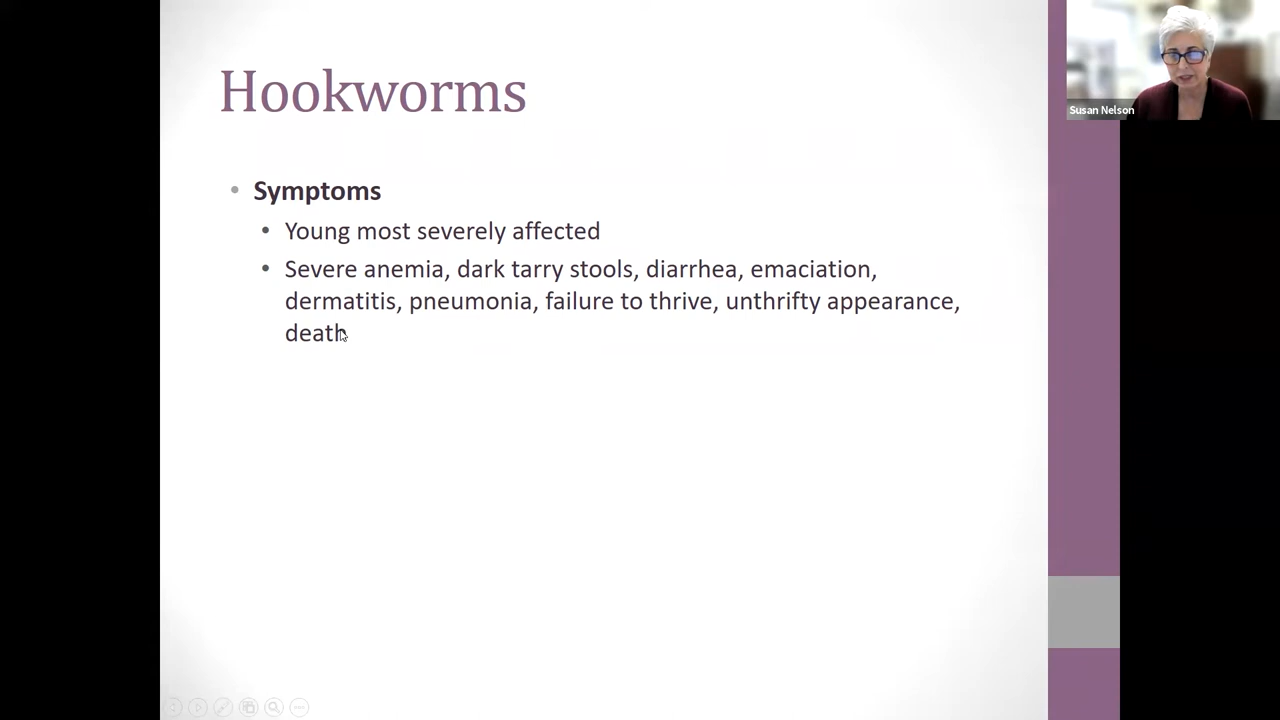 Hookworms
Susan Nelson
• Symptoms
• Young most severely affected
• Severe anemia, dark tarry stools, diarrhea, emaciation,
dermatitis, pneumonia, failure to thrive, unthrifty appearance,
death